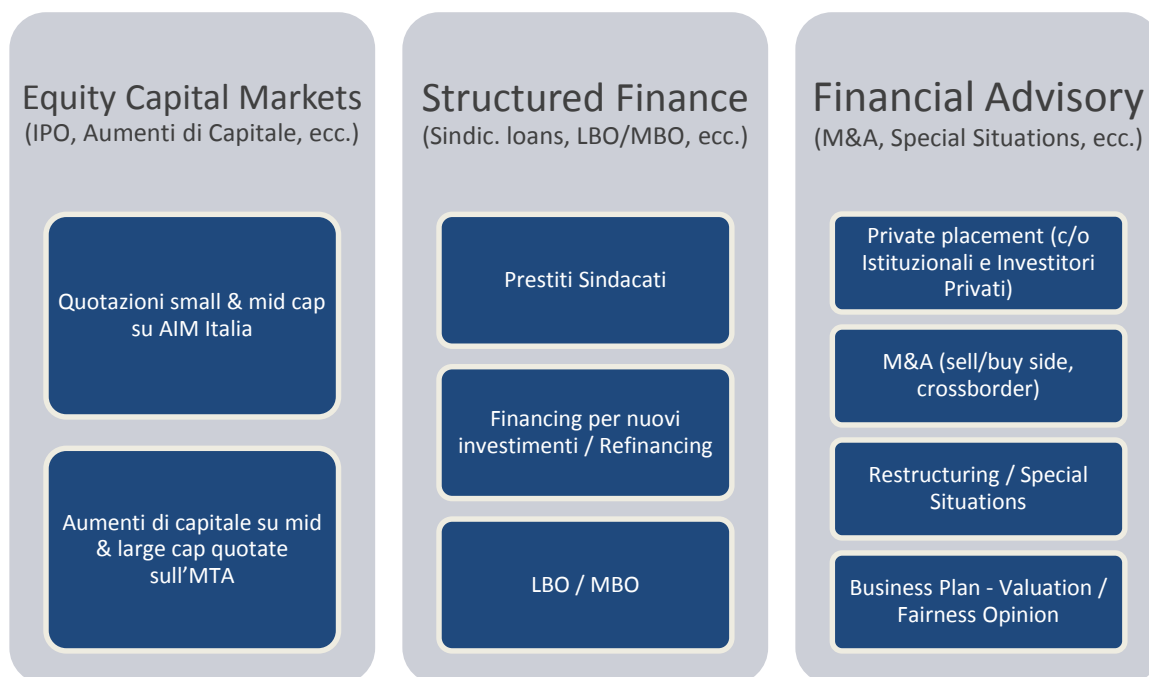 Equity Capital Markets
(IPO, Aumenti di Capitale, ecc.)
Quotazioni small & mid cap
su AIM Italia
Aumenti di capitale su mid
& large cap quotate
sull’MTA
Structured Finance
(Sindic. loans, LBO/MBO, ecc.)
Prestiti Sindacati
Financing per nuovi
investimenti / Refinancing
LBO / MBO
Financial Advisory
(M&A, Special Situations, ecc.)
Private placement (c/o
Istituzionali e Investitori
Privati)
M&A (sell/buy side,
crossborder)
Restructuring / Special
Situations
Business Plan - Valuation /
Fairness Opinion